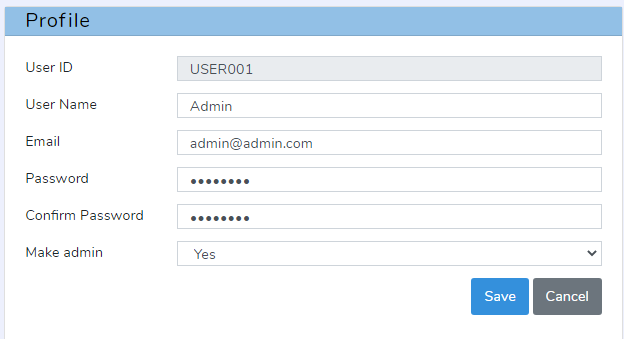 Profile
User ID USER001
User Name Admin
Email admin@admin.com
Password ••••••••
Confirm Password ••••••••
Make admin Yes
Save Cancel